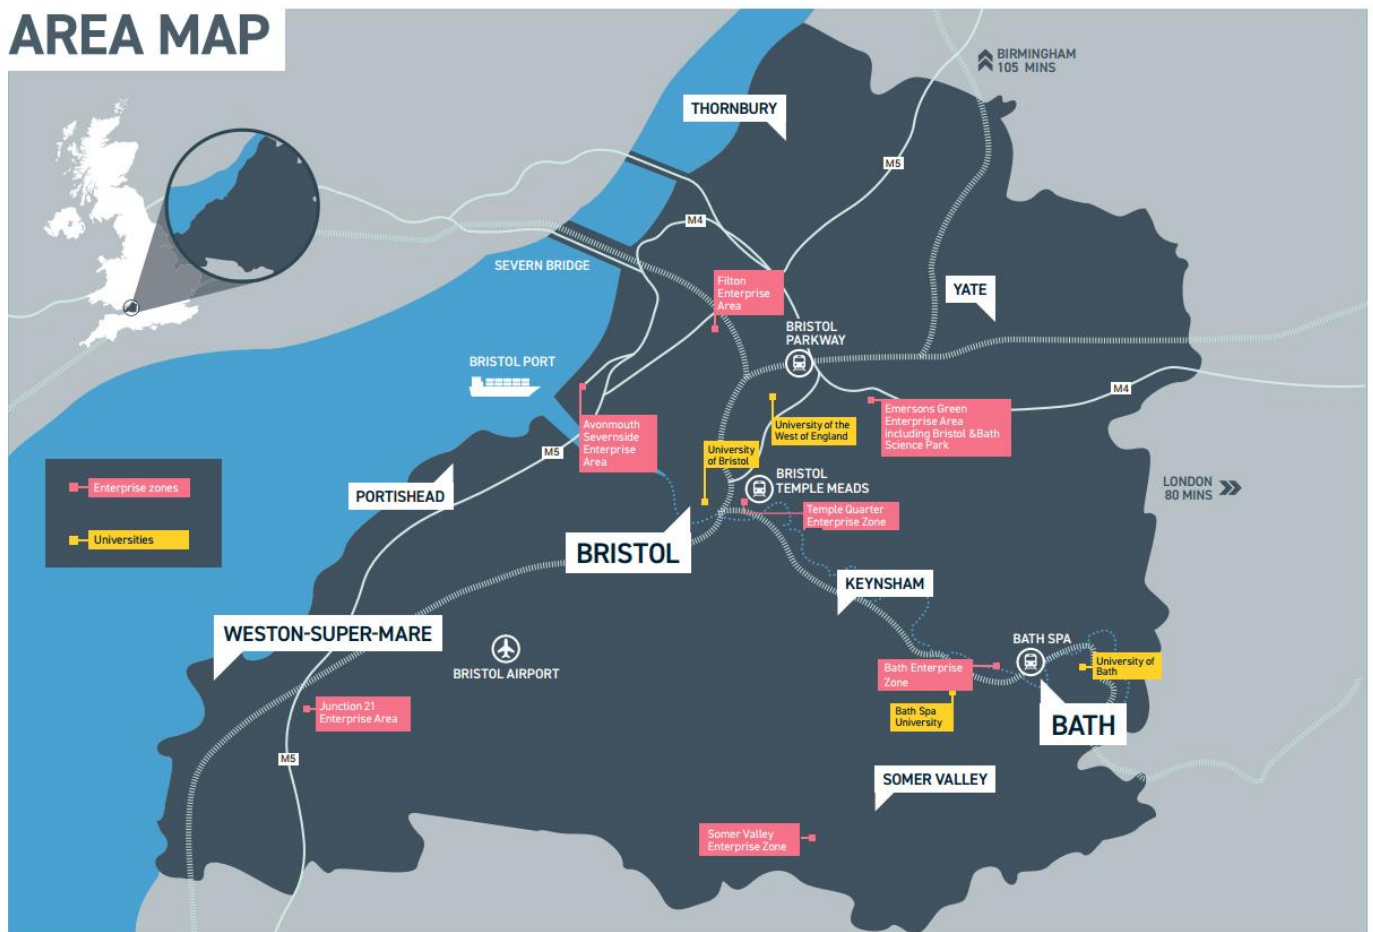 AREA MAP
BIRMINGHAM
105 MINS
THORNBURY
M5
M4
SEVERN BRIDGE
Filton
Enterprise
Area
YATE
BRISTOL
PARKWAY
BRISTOL PORT
M4
Emersons Green
Enterprise Area
including Bristol &Bath
Science Park
Avonmouth
Severnside
Enterprise
Area
University of the
West of England
University
of Bristol
M5
BRISTOL
TEMPLE MEADS
LONDON
80 MINS
Enterprise zones
PORTISHEAD
Temple Quarter
Enterprise Zone
Universities
BRISTOL
KEYNSHAM
WESTON-SUPER-MARE
BATH SPA
BRISTOL AIRPORT
Bath Enterprise
Zone
University of
Bath
Junction 21
Enterprise Area
Bath Spa
University
BATH
M5
SOMER VALLEY
Somer Valley
Enterprise Zone